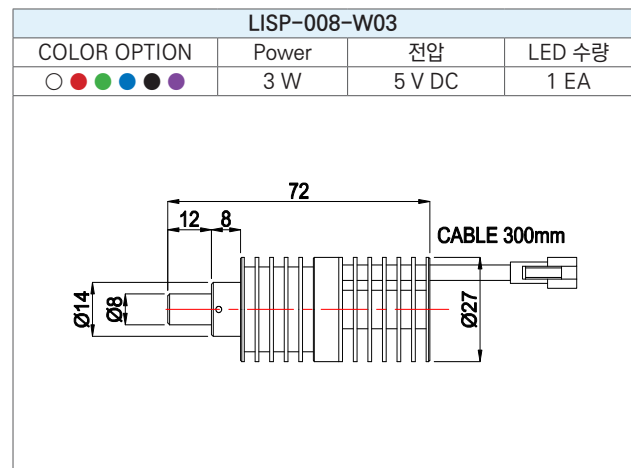 LISP-008-W03
COLOR OPTION Power 전압 LED 수량
3 W 5 V DC 1 EA
72
12 8
CABLE 300mm
Ø14
Ø8
Ø27